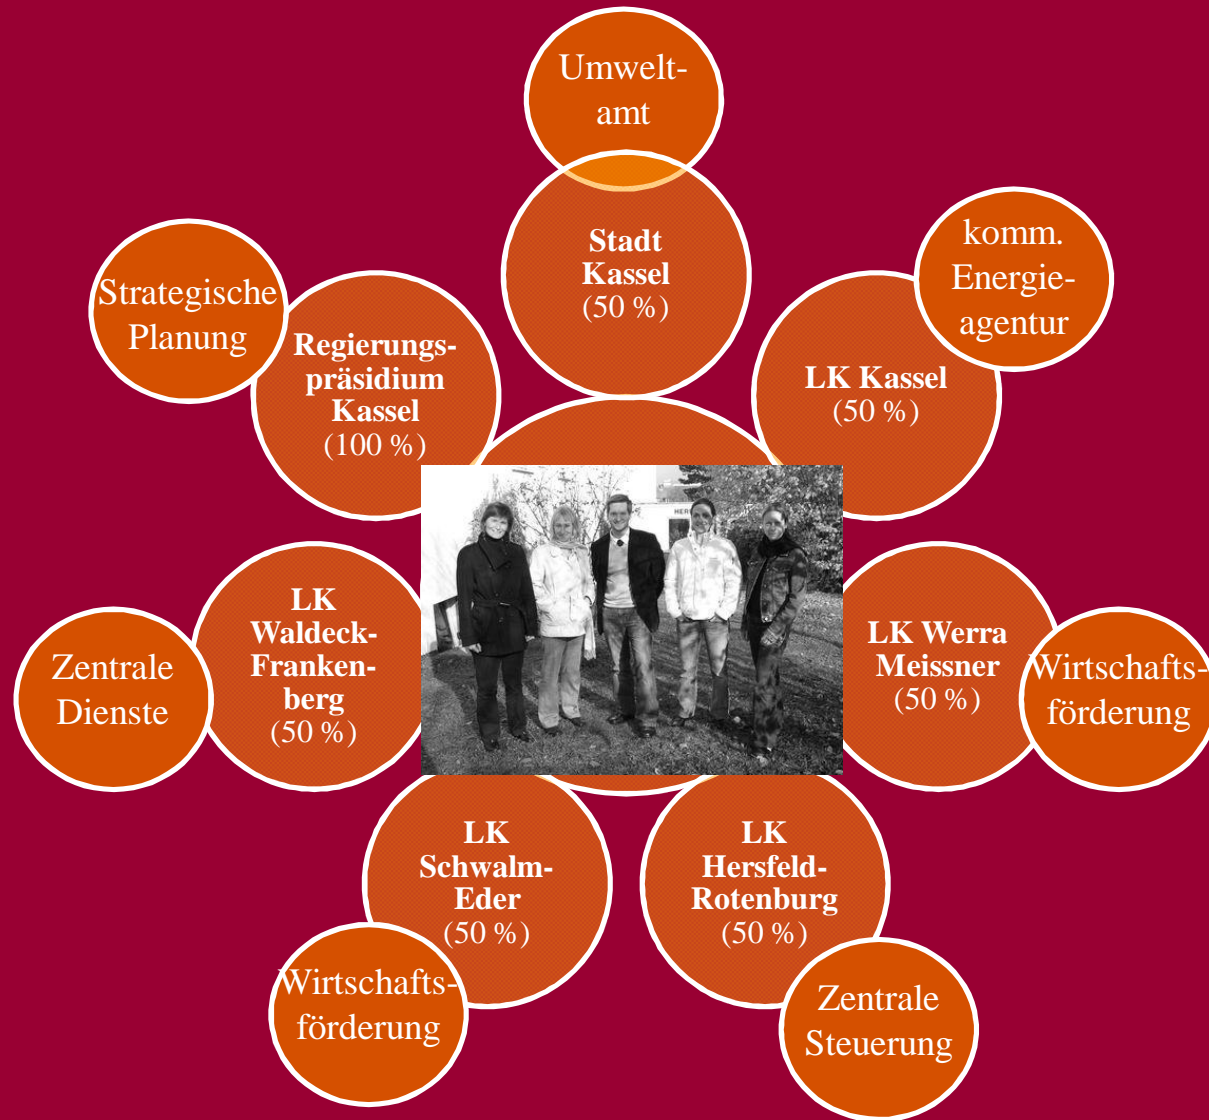 Umwelt-
amt
Stadt
Kassel
(50 %)
komm.
Energie-
agentur
LK Kassel
(50 %)
LK Werra
Meissner
(50 %)
Wirtschafts-
förderung
LK
Hersfeld-
Rotenburg
(50 %)
Zentrale
Steuerung
LK
Schwalm-
Eder
(50 %)
Wirtschafts-
förderung
LK
Waldeck-
Franken-
berg
(50 %)
Zentrale
Dienste
Regierungs-
präsidium
Kassel
(100 %)
Strategische
Planung